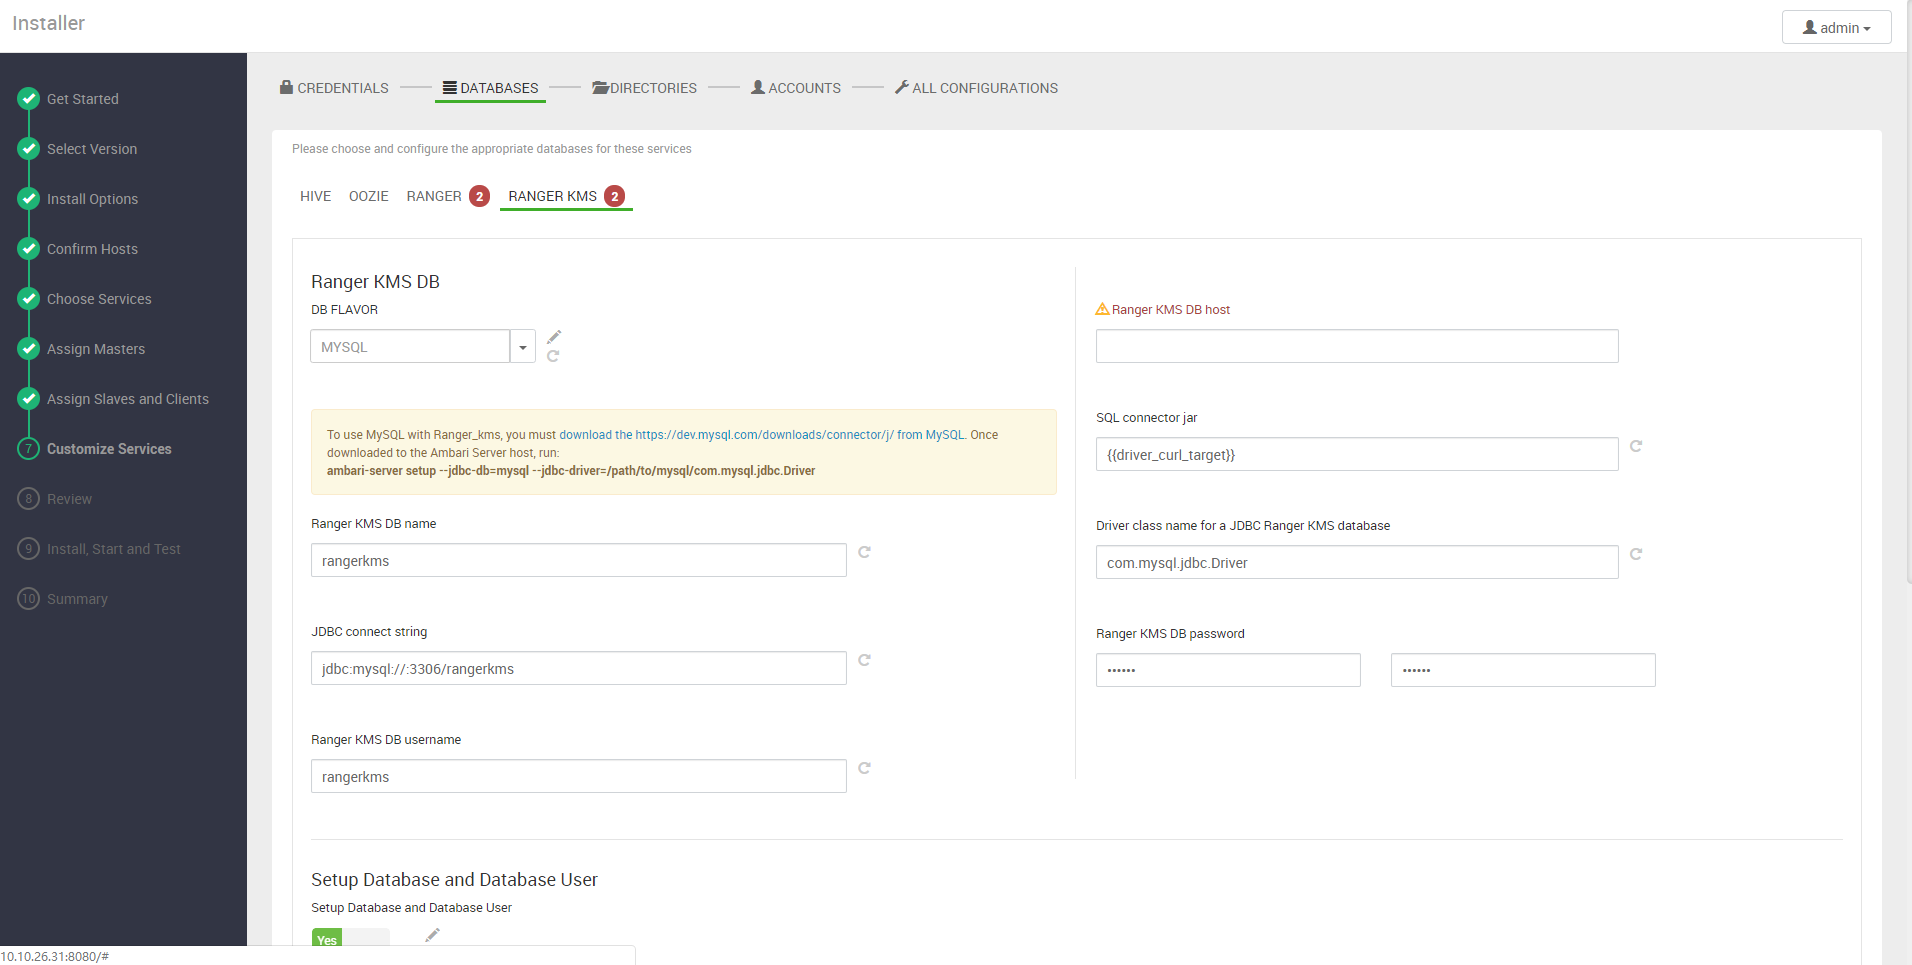 Installer
admin
Get Started
Select Version
Install Options
Confirm Hosts
Choose Services
Assign Masters
Assign Slaves and Clients
7 Customize Services
8 Review
9 Install, Start and Test
10 Summary
CREDENTIALS DATABASES DIRECTORIES ACCOUNTS ALL CONFIGURATIONS
Please choose and configure the appropriate databases for these services
HIVE OOZIE RANGER 2 RANGER KMS 2
Ranger KMS DB
DB FLAVOR
MYSQL
To use MySQL with Ranger_kms, you must download the https://dev.mysql.com/downloads/connector/j/ from MySQL. Once
downloaded to the Ambari Server host, run:
ambari-server setup --jdbc-db=mysql --jdbc-driver=/path/to/mysql/com.mysql.jdbc.Driver
Ranger KMS DB name
rangerkms
JDBC connect string
jdbc:mysql://:3306/rangerkms
Ranger KMS DB username
rangerkms
Ranger KMS DB host
SQL connector jar
{{driver_curl_target}}
Driver class name for a JDBC Ranger KMS database
com.mysql.jdbc.Driver
Ranger KMS DB password
•••••• ••••••
Setup Database and Database User
Setup Database and Database User
Yes
10.10.26.31:8080/#